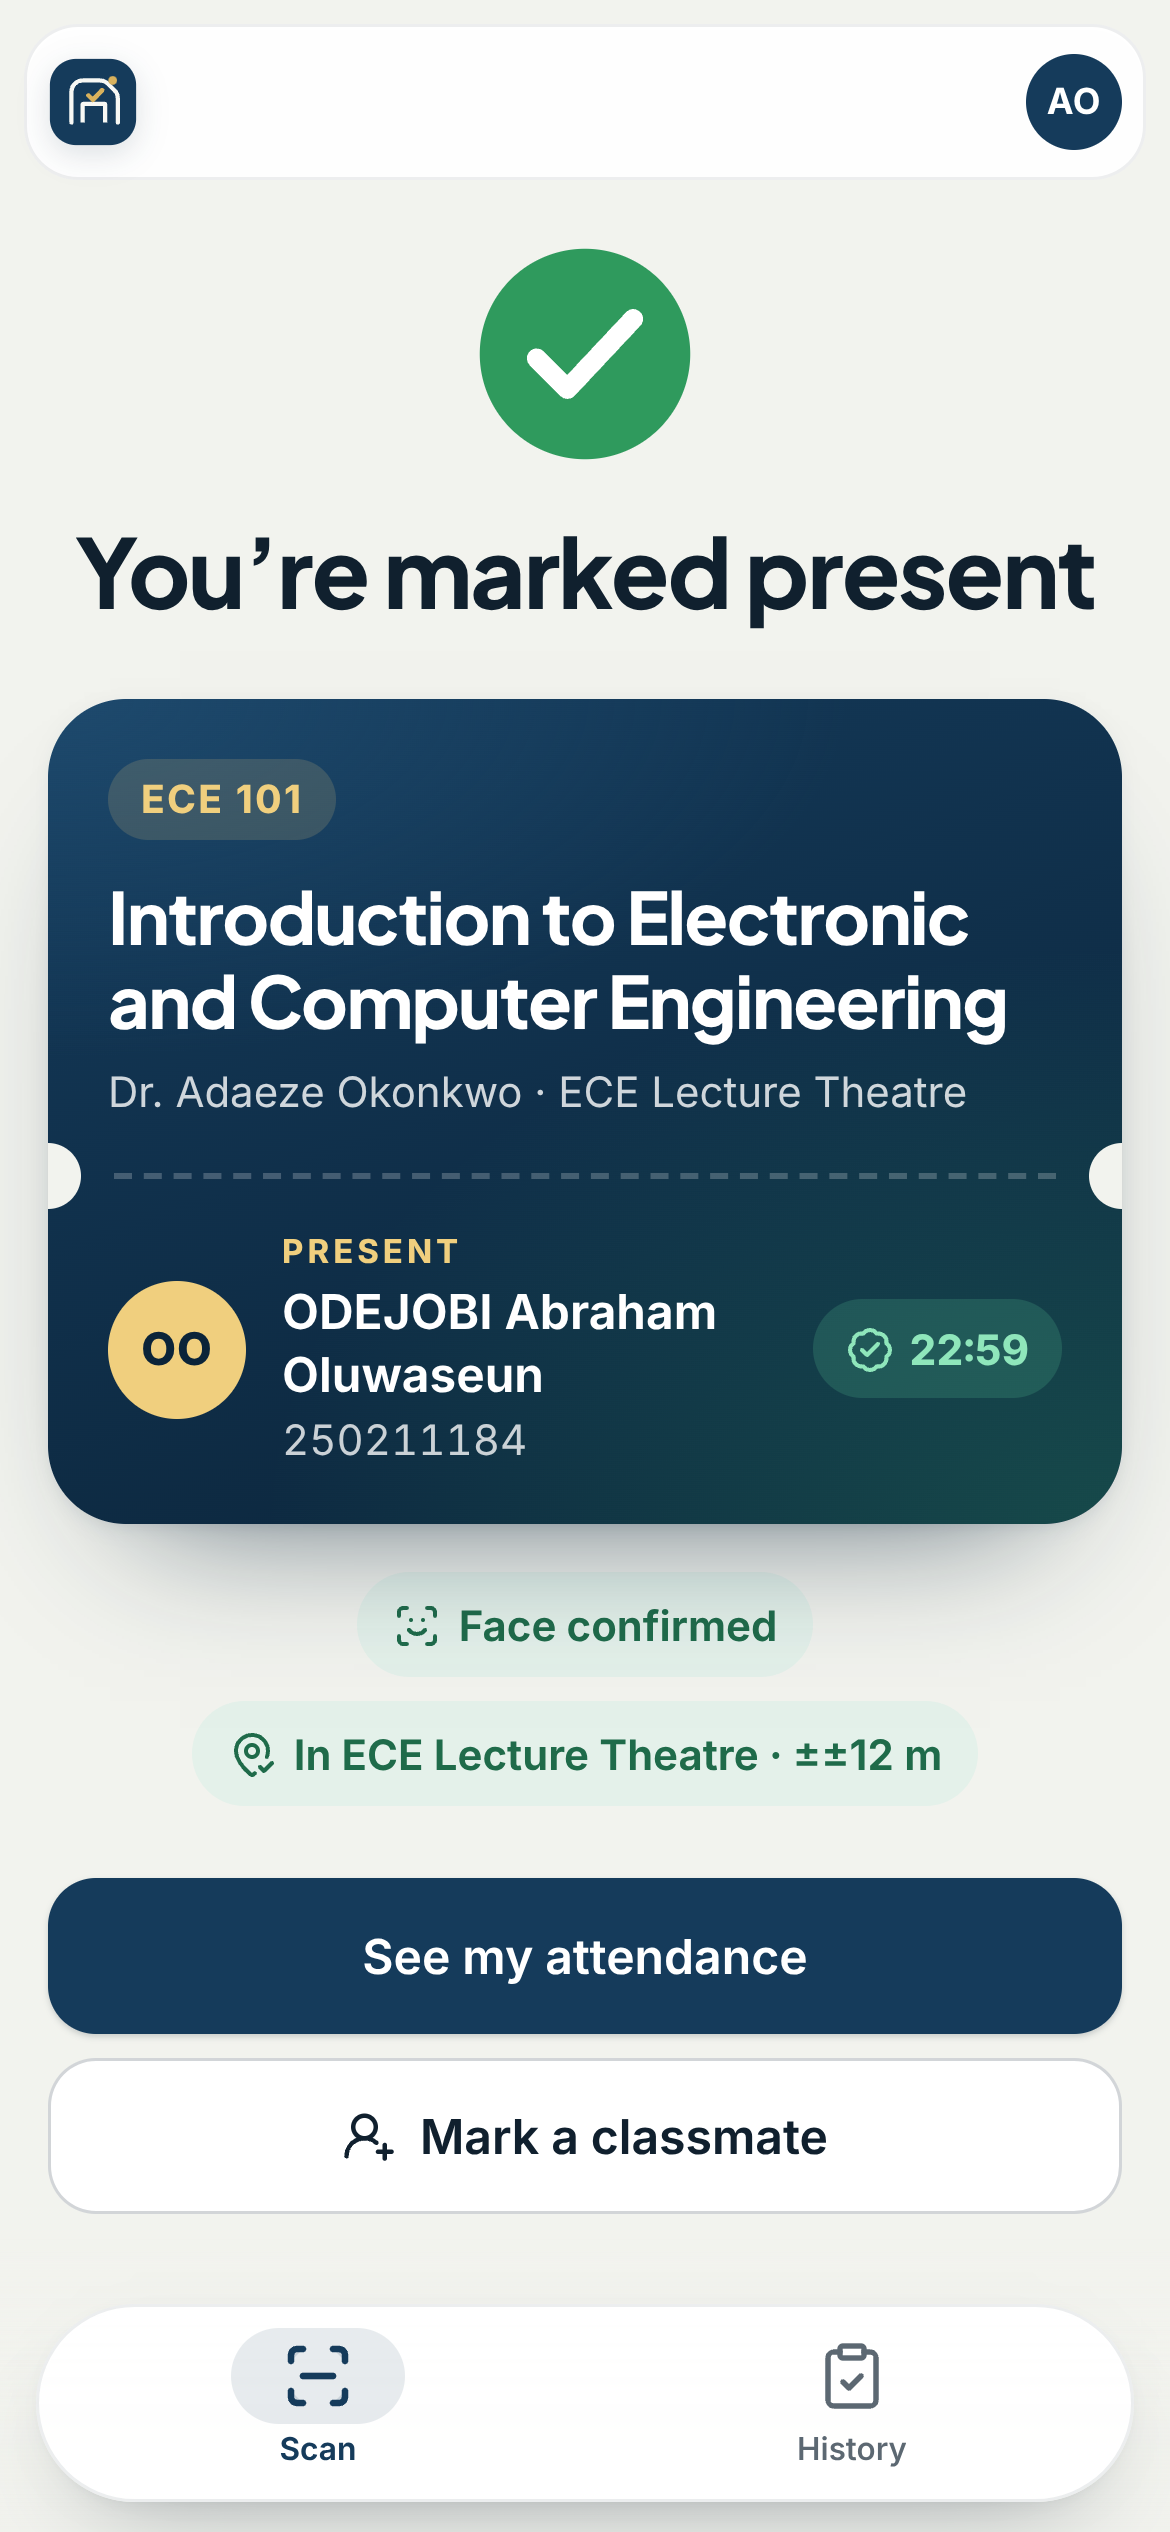 AO
You’re marked present
ECE 101
Introduction to Electronic
and Computer Engineering
Dr. Adaeze Okonkwo · ECE Lecture Theatre
PRESENT
OO
ODEJOBI Abraham
Oluwaseun
250211184
22:59
Face confirmed
In ECE Lecture Theatre · ±±12 m
See my attendance
Mark a classmate
Scan
History